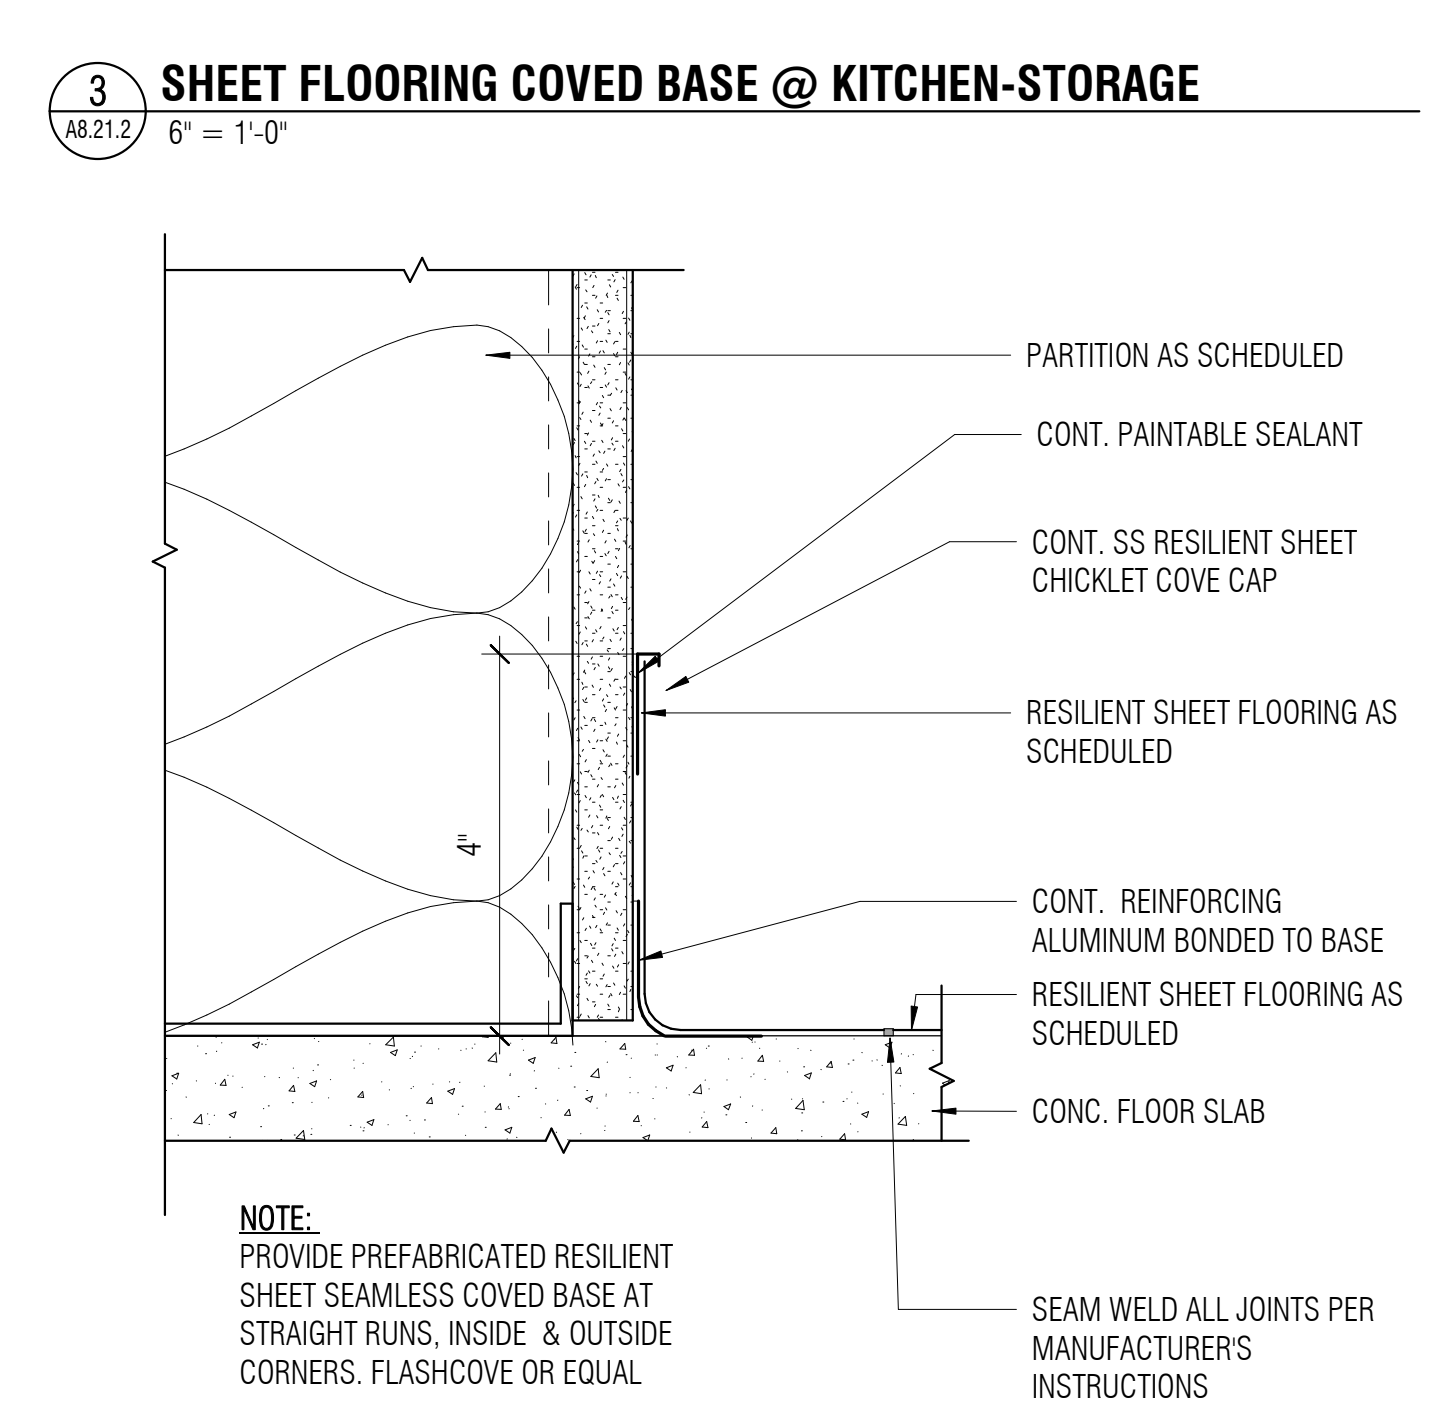 3
A8.21.2
SHEET FLOORING COVED BASE @ KITCHEN-STORAGE
6" = 1'-0"
PARTITION AS SCHEDULED
CONT. PAINTABLE SEALANT
CONT. SS RESILIENT SHEET
CHICKLET COVE CAP
RESILIENT SHEET FLOORING AS
SCHEDULED
4"
CONT. REINFORCING
ALUMINUM BONDED TO BASE
RESILIENT SHEET FLOORING AS
SCHEDULED
CONC. FLOOR SLAB
NOTE:
PROVIDE PREFABRICATED RESILIENT
SHEET SEAMLESS COVED BASE AT
STRAIGHT RUNS, INSIDE & OUTSIDE
CORNERS. FLASHCOVE OR EQUAL
SEAM WELD ALL JOINTS PER
MANUFACTURER'S
INSTRUCTIONS